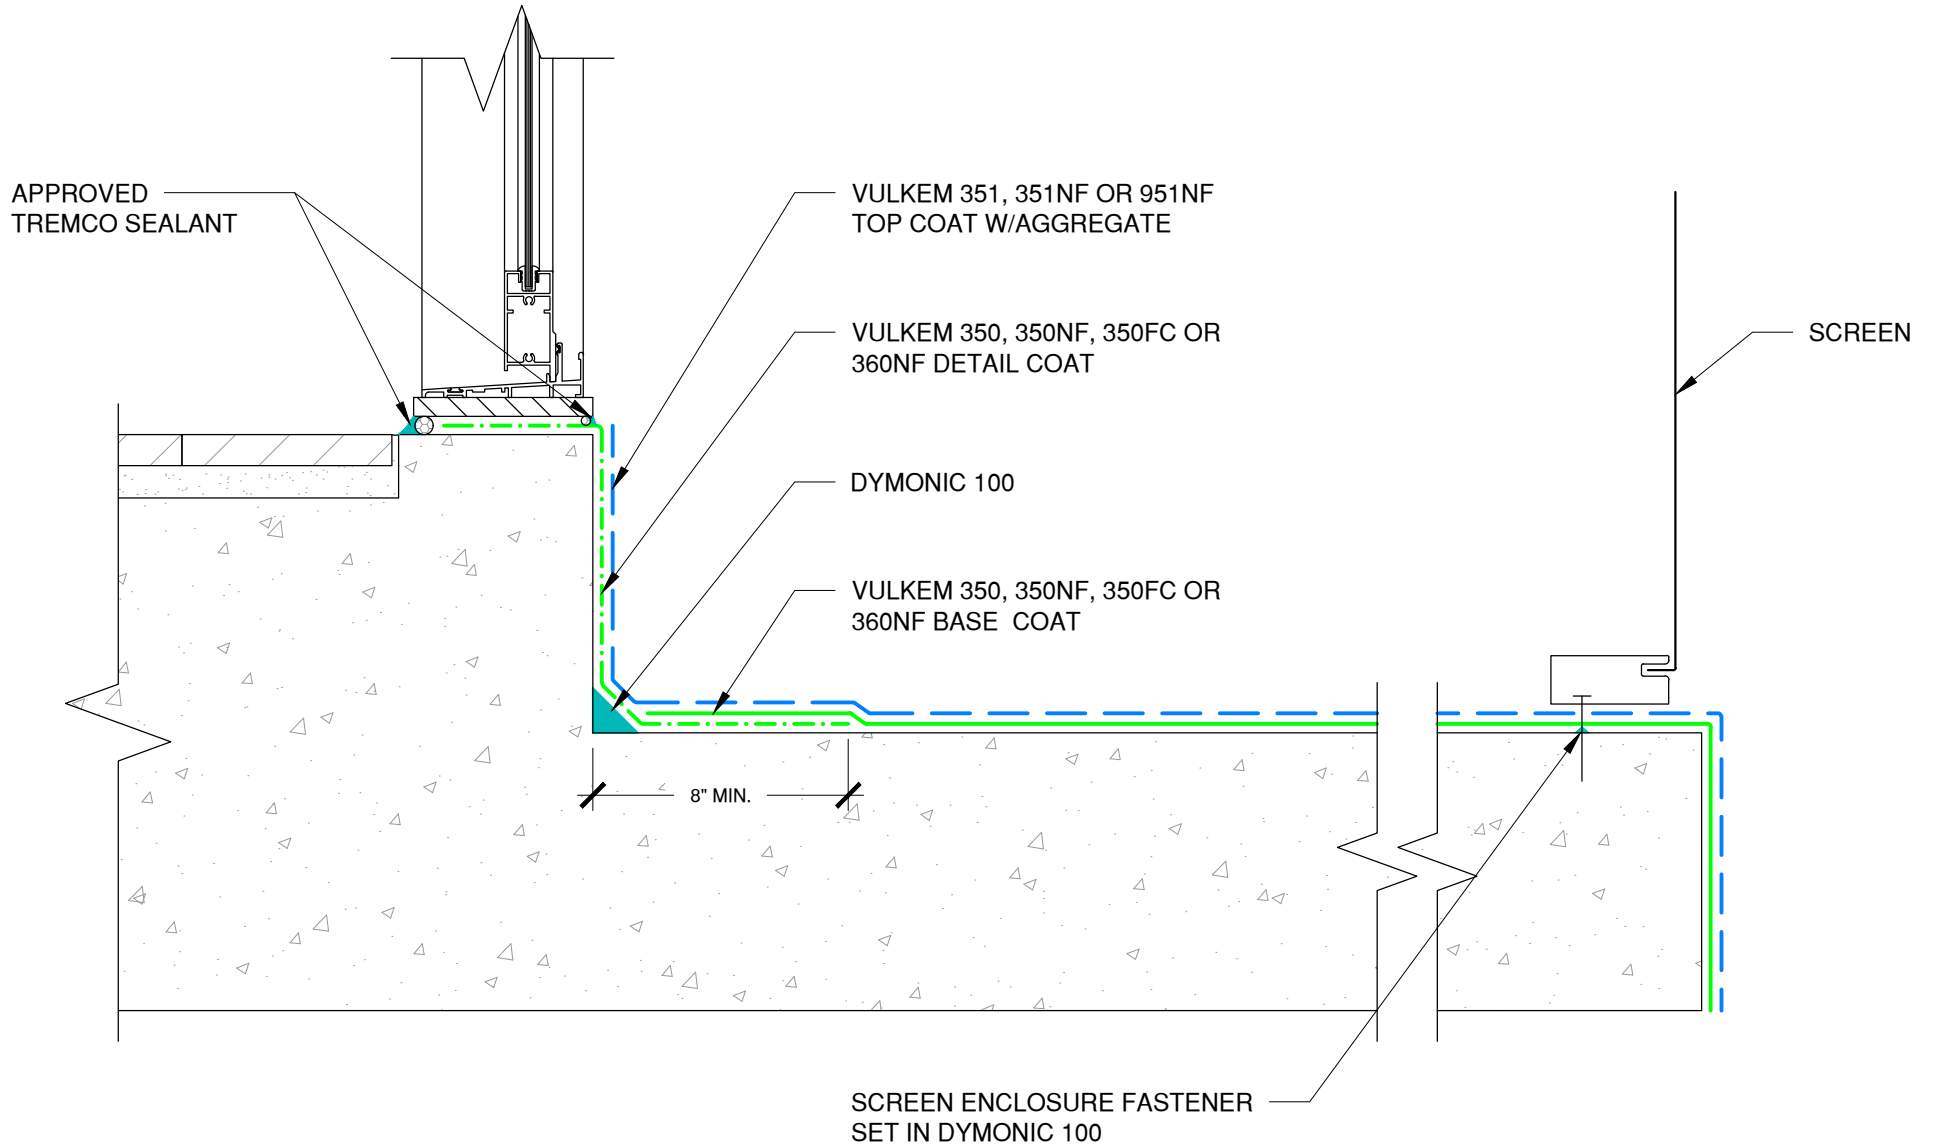 APPROVED
TREMCO SEALANT
VULKEM 351, 351NF OR 951NF
TOP COAT W/AGGREGATE
VULKEM 350, 350NF, 350FC OR
360NF DETAIL COAT
SCREEN
DYMONIC 100
VULKEM 350, 350NF, 350FC OR
360NF BASE  COAT
8" MIN.
SCREEN ENCLOSURE FASTENER
SET IN DYMONIC 100